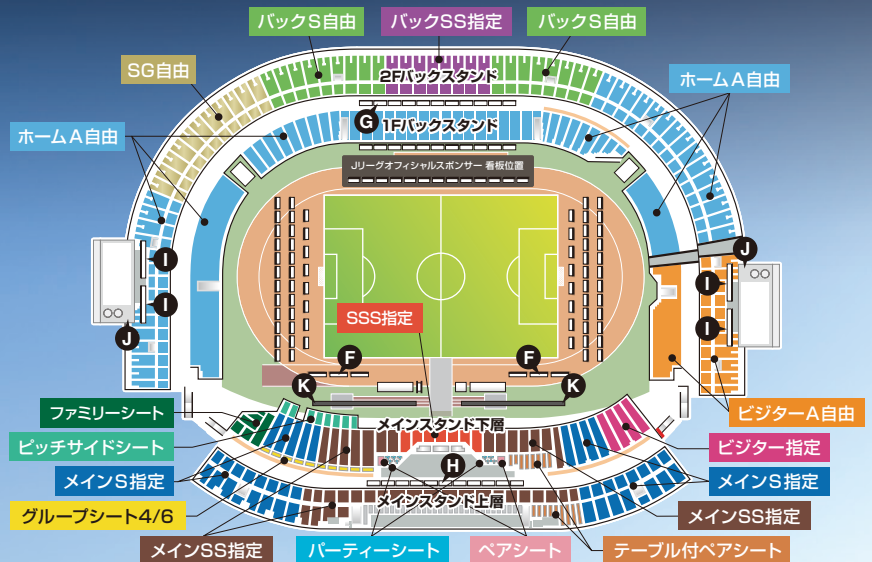 バックS自由
バックSS指定
バックS自由
SG自由
2Fバックスタンド
ホームA自由
G
1Fバックスタンド
ホームA自由
Jリーグオフィシャルスポンサー 看板位置
I
I
J
J
I
I
SSS指定
F
F
K
K
ファミリーシート
メインスタンド下層
ビジターA自由
ピッチサイドシート
ビジター指定
メインS指定
H
メインS指定
グループシート4/6
メインスタンド上層
メインSS指定
メインSS指定
パーティーシート
ペアシート
テーブル付ペアシート